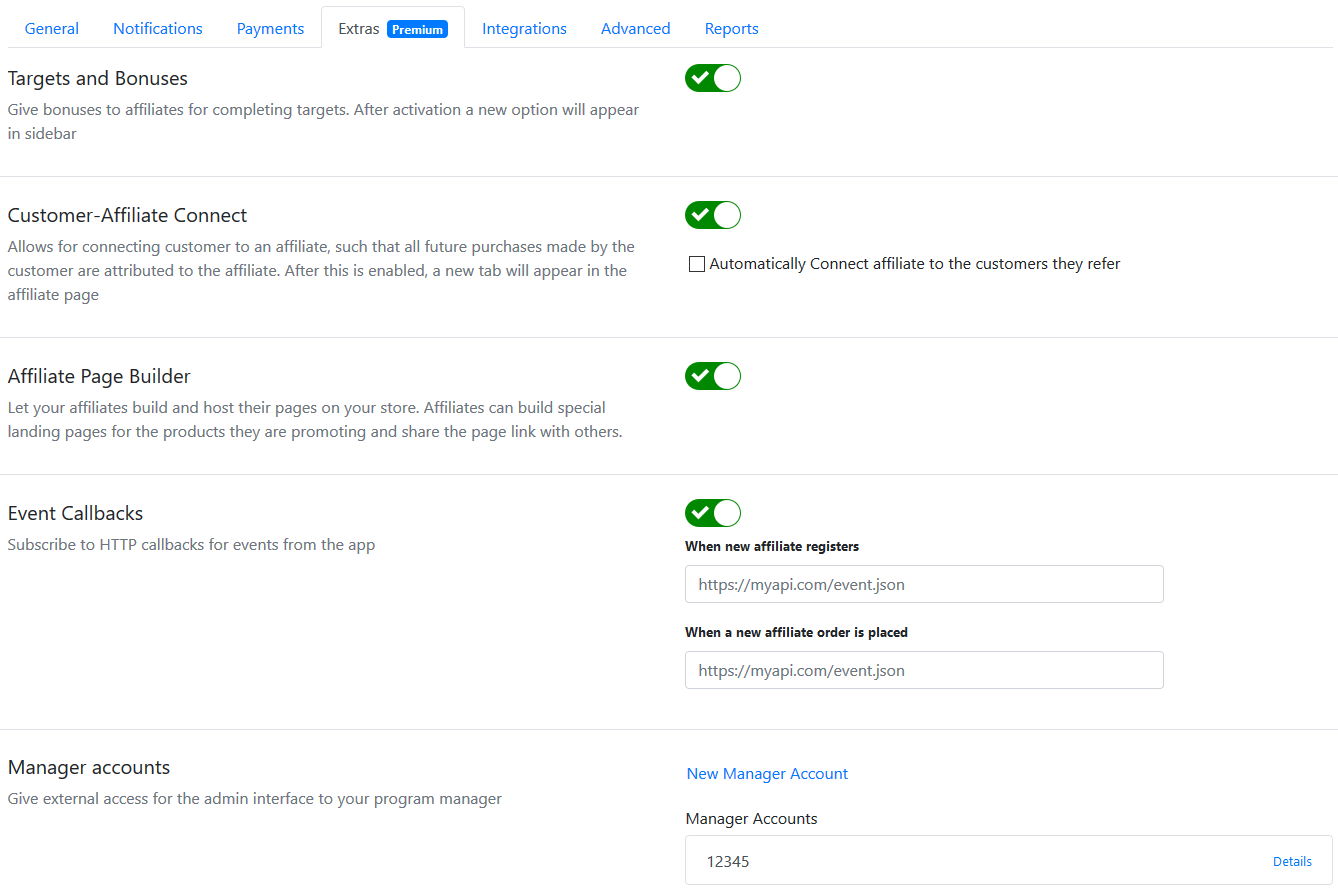 General Notifications Payments Extras Premium Integrations Advanced Reports
Targets and Bonuses
Give bonuses to affiliates for completing targets. After activation a new option will appear
in sidebar
Customer-Affiliate Connect
Allows for connecting customer to an affiliate, such that all future purchases made by the
customer are attributed to the affiliate. After this is enabled, a new tab will appear in the
affiliate page
Automatically Connect affiliate to the customers they refer
Affiliate Page Builder
Let your affiliates build and host their pages on your store. Affiliates can build special
landing pages for the products they are promoting and share the page link with others.
Event Callbacks
Subscribe to HTTP callbacks for events from the app
When new affiliate registers
https://myapi.com/event.json
When a new affiliate order is placed
https://myapi.com/event.json
Manager accounts
Give external access for the admin interface to your program manager
New Manager Account
Manager Accounts
12345 Details